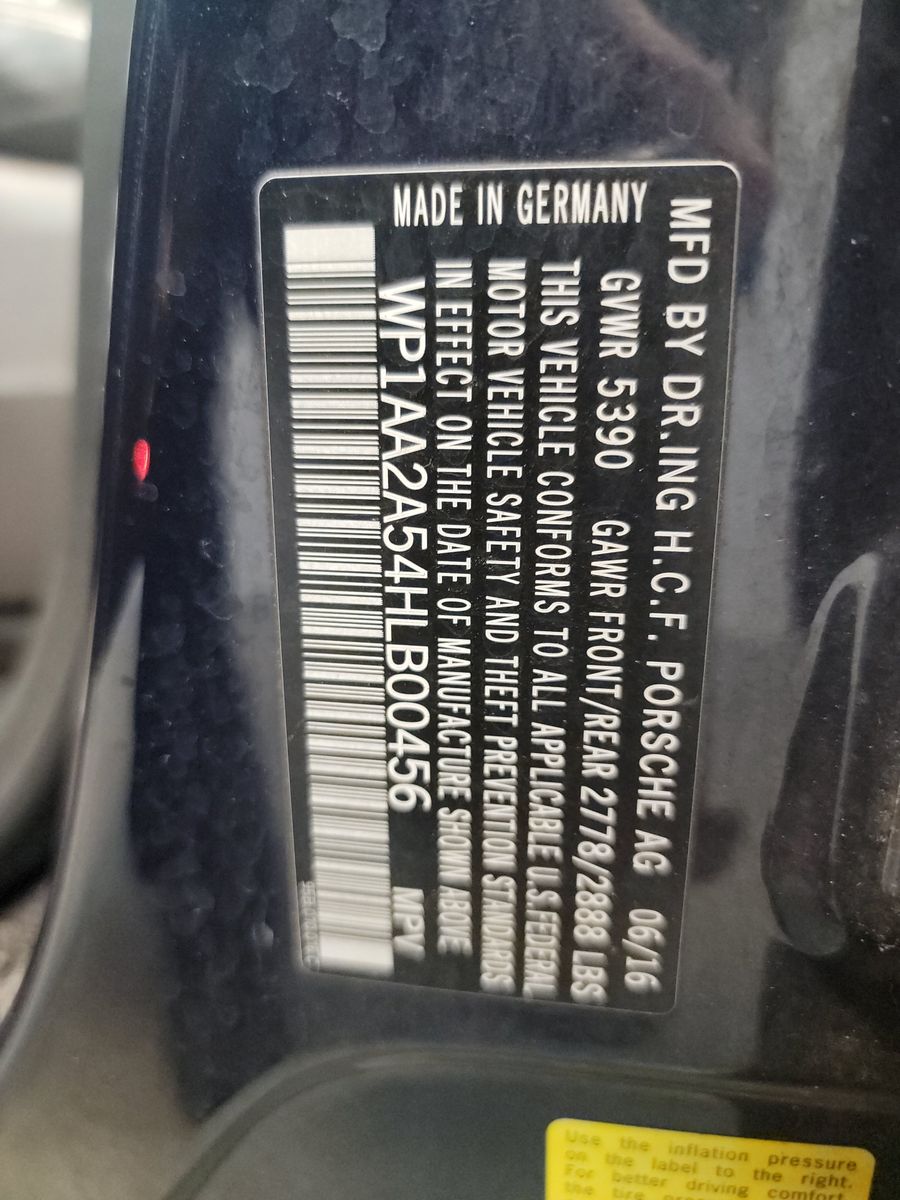 MFD BY DR.ING H.C.F. PORSCHE AG 06/16
GVWR 5390 GAWR FRONT/REAR 2778/2888 LBS
THIS VEHICLE CONFORMS TO ALL APPLICABLE U.S FEDERAL
MOTOR VEHICLE SAFETY AND THEFT PREVENTION STANDARDS
IN EFFECT ON THE DATE OF MANUFACTURE SHOWN ABOVE
WP1AA2A54HLB00456 MPV
MADE IN GERMANY
Use the inflation pressure
on the label to the right.
For better driving comfort
the tire